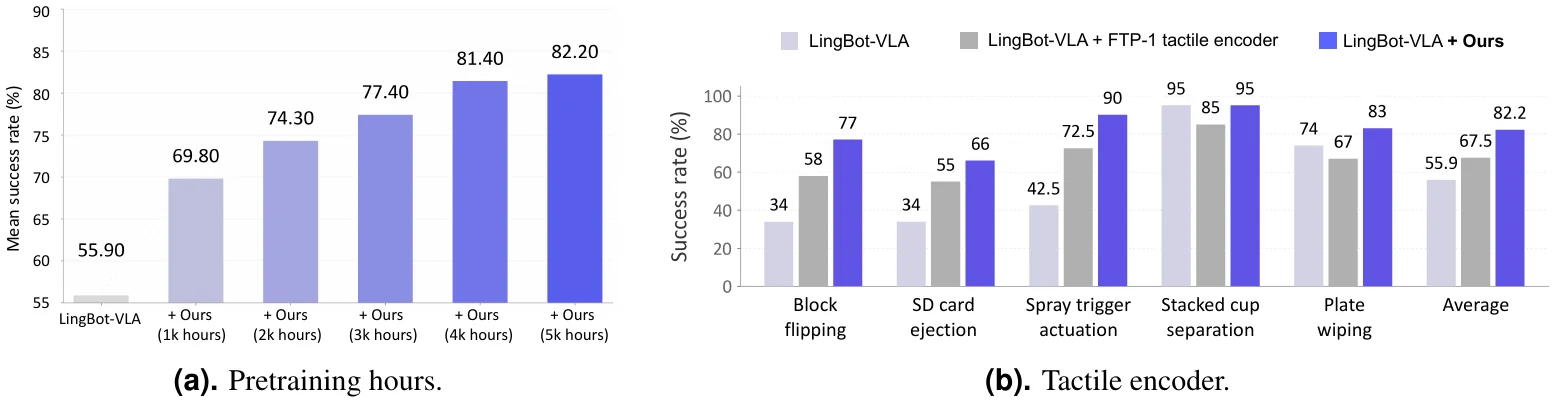 Mean success rate (%)
90
85
80
75
70
65
60
55
55.90
69.80
74.30
77.40
81.40
82.20
LingBot-VLA
+ Ours
(1k hours)
+ Ours
(2k hours)
+ Ours
(3k hours)
+ Ours
(4k hours)
+ Ours
(5k hours)
(a). Pretraining hours.
LingBot-VLA
LingBot-VLA + FTP-1 tactile encoder
LingBot-VLA + Ours
Success rate (%)
100
80
60
40
20
0
34
58
77
34
55
66
42.5
72.5
90
95
85
95
74
67
83
55.9
67.5
82.2
Block
flipping
SD card
ejection
Spray trigger
actuation
Stacked cup
separation
Plate
wiping
Average
(b). Tactile encoder.